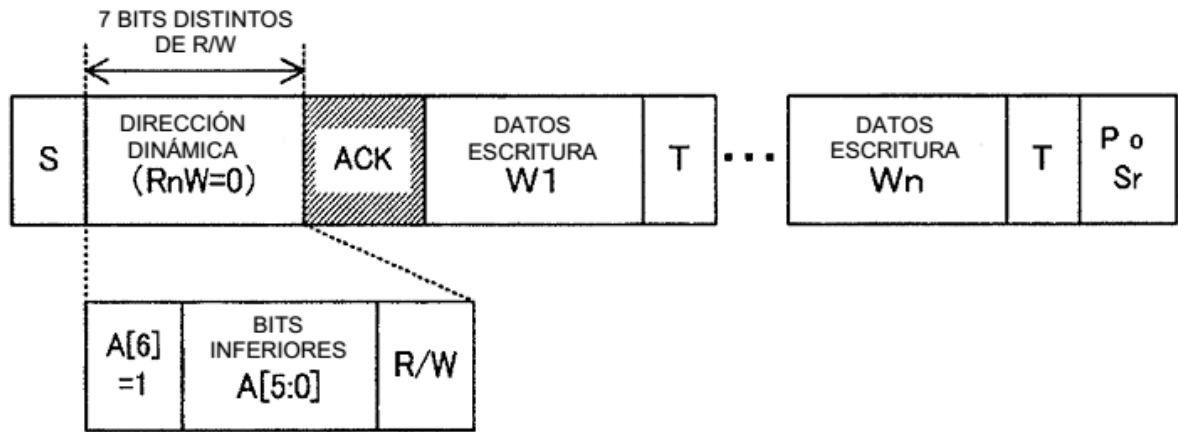 7 BITS DISTINTOS
DE R/W
S
DIRECCIÓN
DINÁMICA
(RnW=0)
ACK
DATOS
ESCRITURA
W1
T
...
DATOS
ESCRITURA
Wn
T
P o
Sr
A[6]
=1
BITS
INFERIORES
A[5:0]
R/W